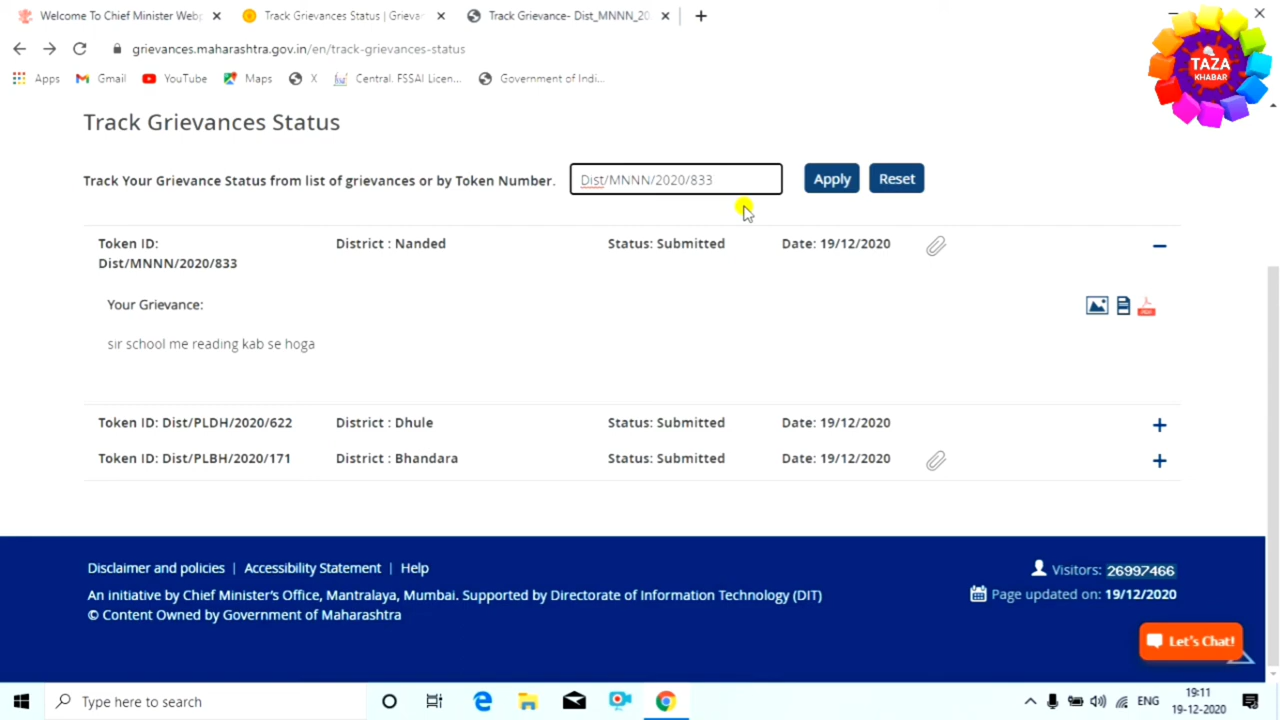 Welcome To Chief Minister Web
Track Grievances Status | Grieva
Track Grievance- Dist_MNNN_20
grievances.maharashtra.gov.in/en/track-grievances-status
Apps
Gmail
YouTube
Maps
X
Central. FSSAI Licen...
Government of Indi...
TAZA
KHABAR
Track Grievances Status
Track Your Grievance Status from list of grievances or by Token Number.
Dist/MNNN/2020/833
Apply
Reset
Token ID:
Dist/MNNN/2020/833
District : Nanded
Status: Submitted
Date: 19/12/2020
Your Grievance:
sir school me reading kab se hoga
Token ID: Dist/PLDH/2020/622
District : Dhule
Status: Submitted
Date: 19/12/2020
Token ID: Dist/PLBH/2020/171
District : Bhandara
Status: Submitted
Date: 19/12/2020
Disclaimer and policies | Accessibility Statement | Help
An initiative by Chief Minister's Office, Mantralaya, Mumbai. Supported by Directorate of Information Technology (DIT)
© Content Owned by Government of Maharashtra
Visitors: 26997466
Page updated on: 19/12/2020
Let's Chat!
Type here to search
ENG
19:11
19-12-2020